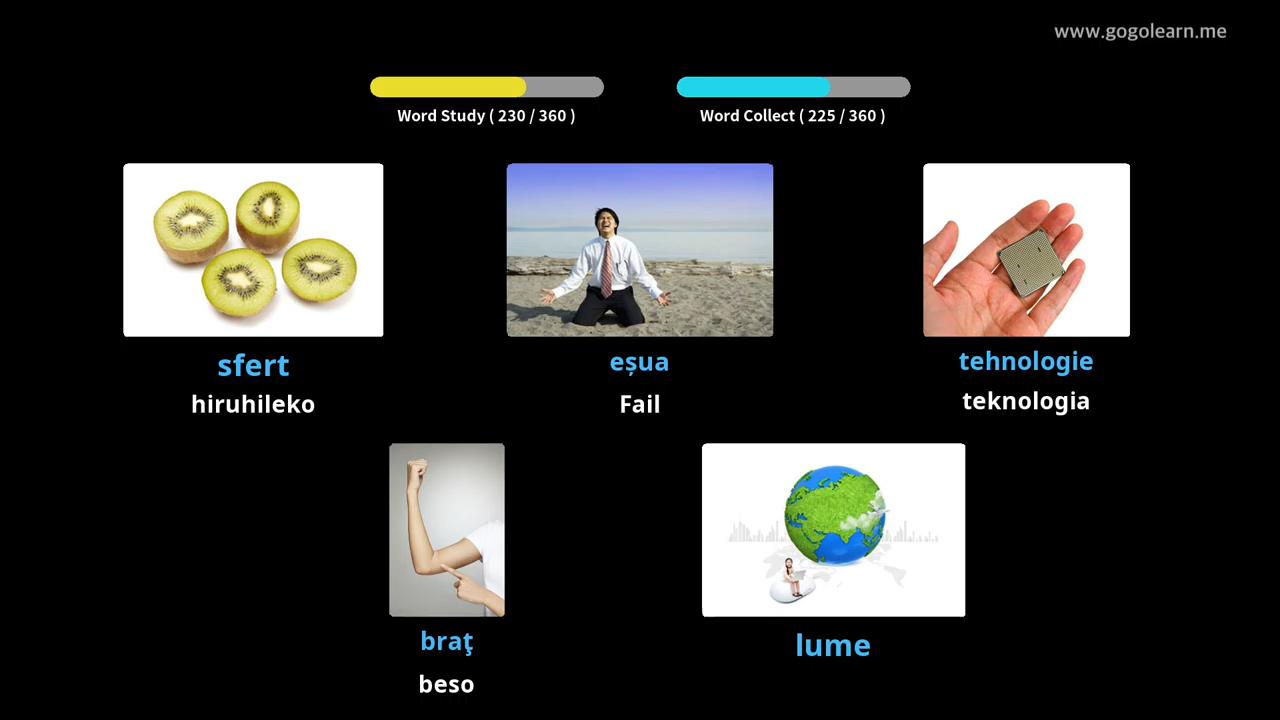 www.gogolearn.me
Word Study ( 230 / 360 )
Word Collect ( 225 / 360 )
sfert
hiruhileko
eșua
Fail
tehnologie
teknologia
braţ
beso
lume